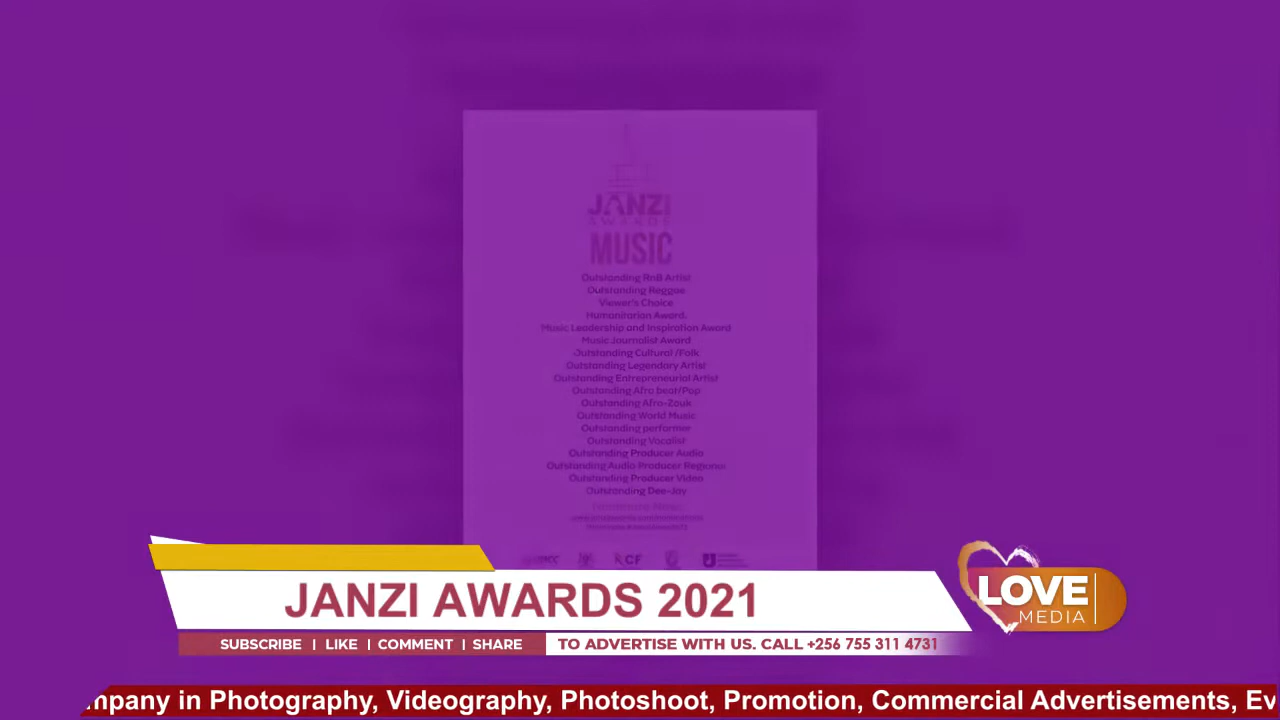 JANZI
AWARDS
MUSIC
Outstanding RnB Artist
Outstanding Reggae
Viewer's Choice
Humanitarian Award.
Music Leadership and Inspiration Award
Music Journalist Award
Outstanding Cultural /Folk
Outstanding Legendary Artist
Outstanding Entrepreneurial Artist
Outstanding Afro beat/Pop
Outstanding Afro-Zouk
Outstanding World Music
Outstanding performer
Outstanding Vocalist
Outstanding Producer Audio
Outstanding Audio Producer Regional
Outstanding Producer Video
Outstanding Dee-Jay
KCF
JANZI AWARDS 2021
LOVE
MEDIA
SUBSCRIBE | LIKE | COMMENT | SHARE
TO ADVERTISE WITH US. CALL +256 755 311 4731
mpany in Photography, Videography, Photoshoot, Promotion, Commercial Advertisements, Ev